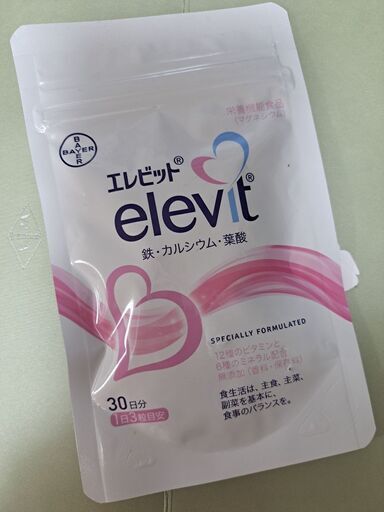 栄養機能食品
(マグネシウム)
BAYER
BAYER
エレビット®
elevit®
鉄・カルシウム・葉酸
SPECIALLY FORMULATED
12種のビタミンと
6種のミネラル配合
無添加(香料・保存料)
30日分
1日3粒目安
食生活は、主食、主菜、
副菜を基本に、
食事のバランスを。